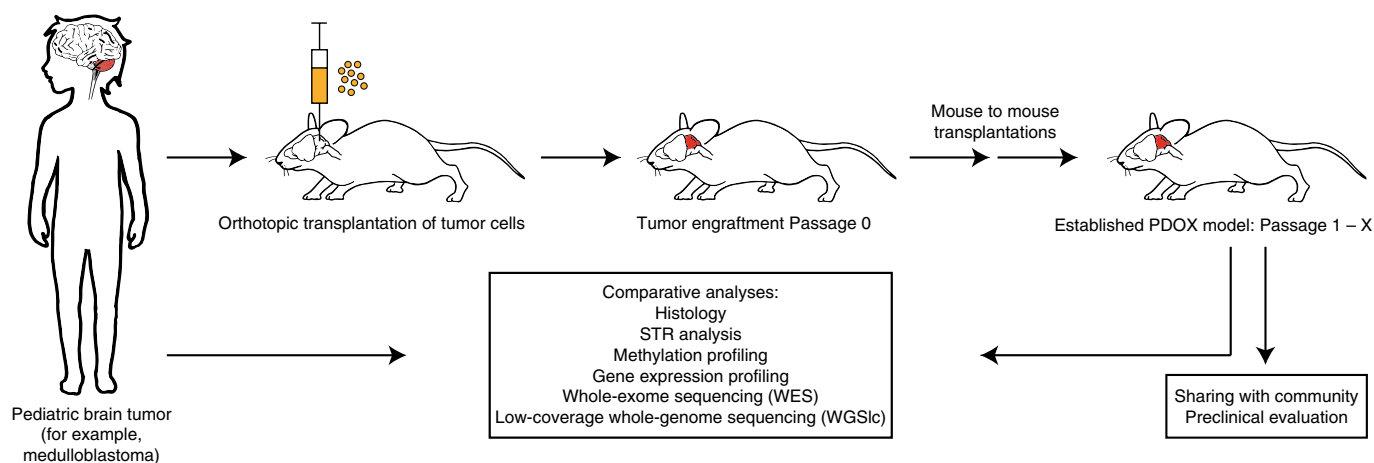 Mouse to mouse
transplantations
Orthotopic transplantation of tumor cells
Tumor engraftment Passage 0
Established PDOX model: Passage 1 – X
Comparative analyses:
Histology
STR analysis
Methylation profiling
Gene expression profiling
Whole-exome sequencing (WES)
Low-coverage whole-genome sequencing (WGSlc)
Sharing with community
Preclinical evaluation
Pediatric brain tumor
(for example,
medulloblastoma)